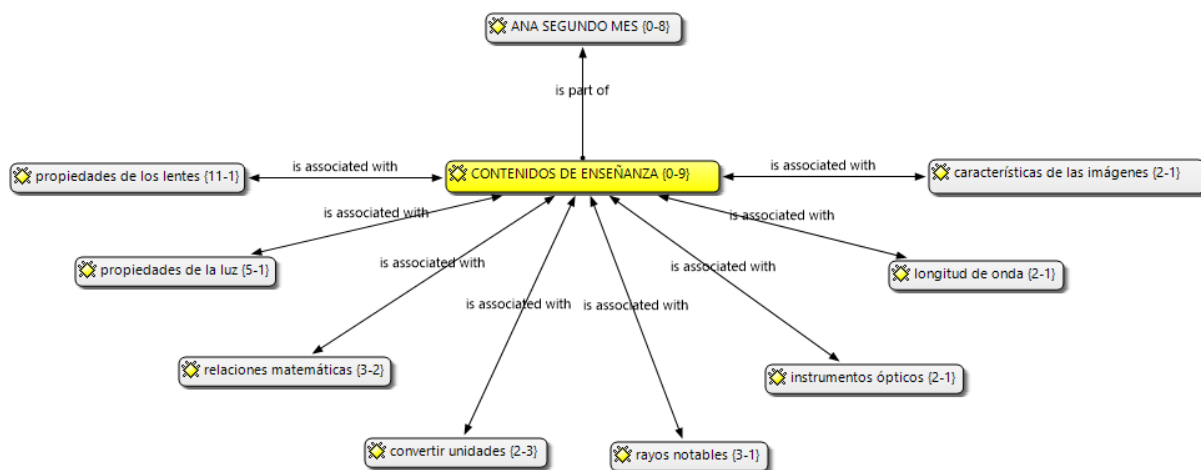 ANA SEGUNDO MES {0-8}
is part of
is associated with
is associated with
propiedades de los lentes {11-1}
CONTENIDOS DE ENSEÑANZA {0-9}
características de las imágenes {2-1}
is associated with
is associated with
propiedades de la luz {5-1}
is associated with
is associated with
longitud de onda {2-1}
is associated with
is associated with
relaciones matemáticas {3-2}
instrumentos ópticos {2-1}
convertir unidades {2-3}
rayos notables {3-1}